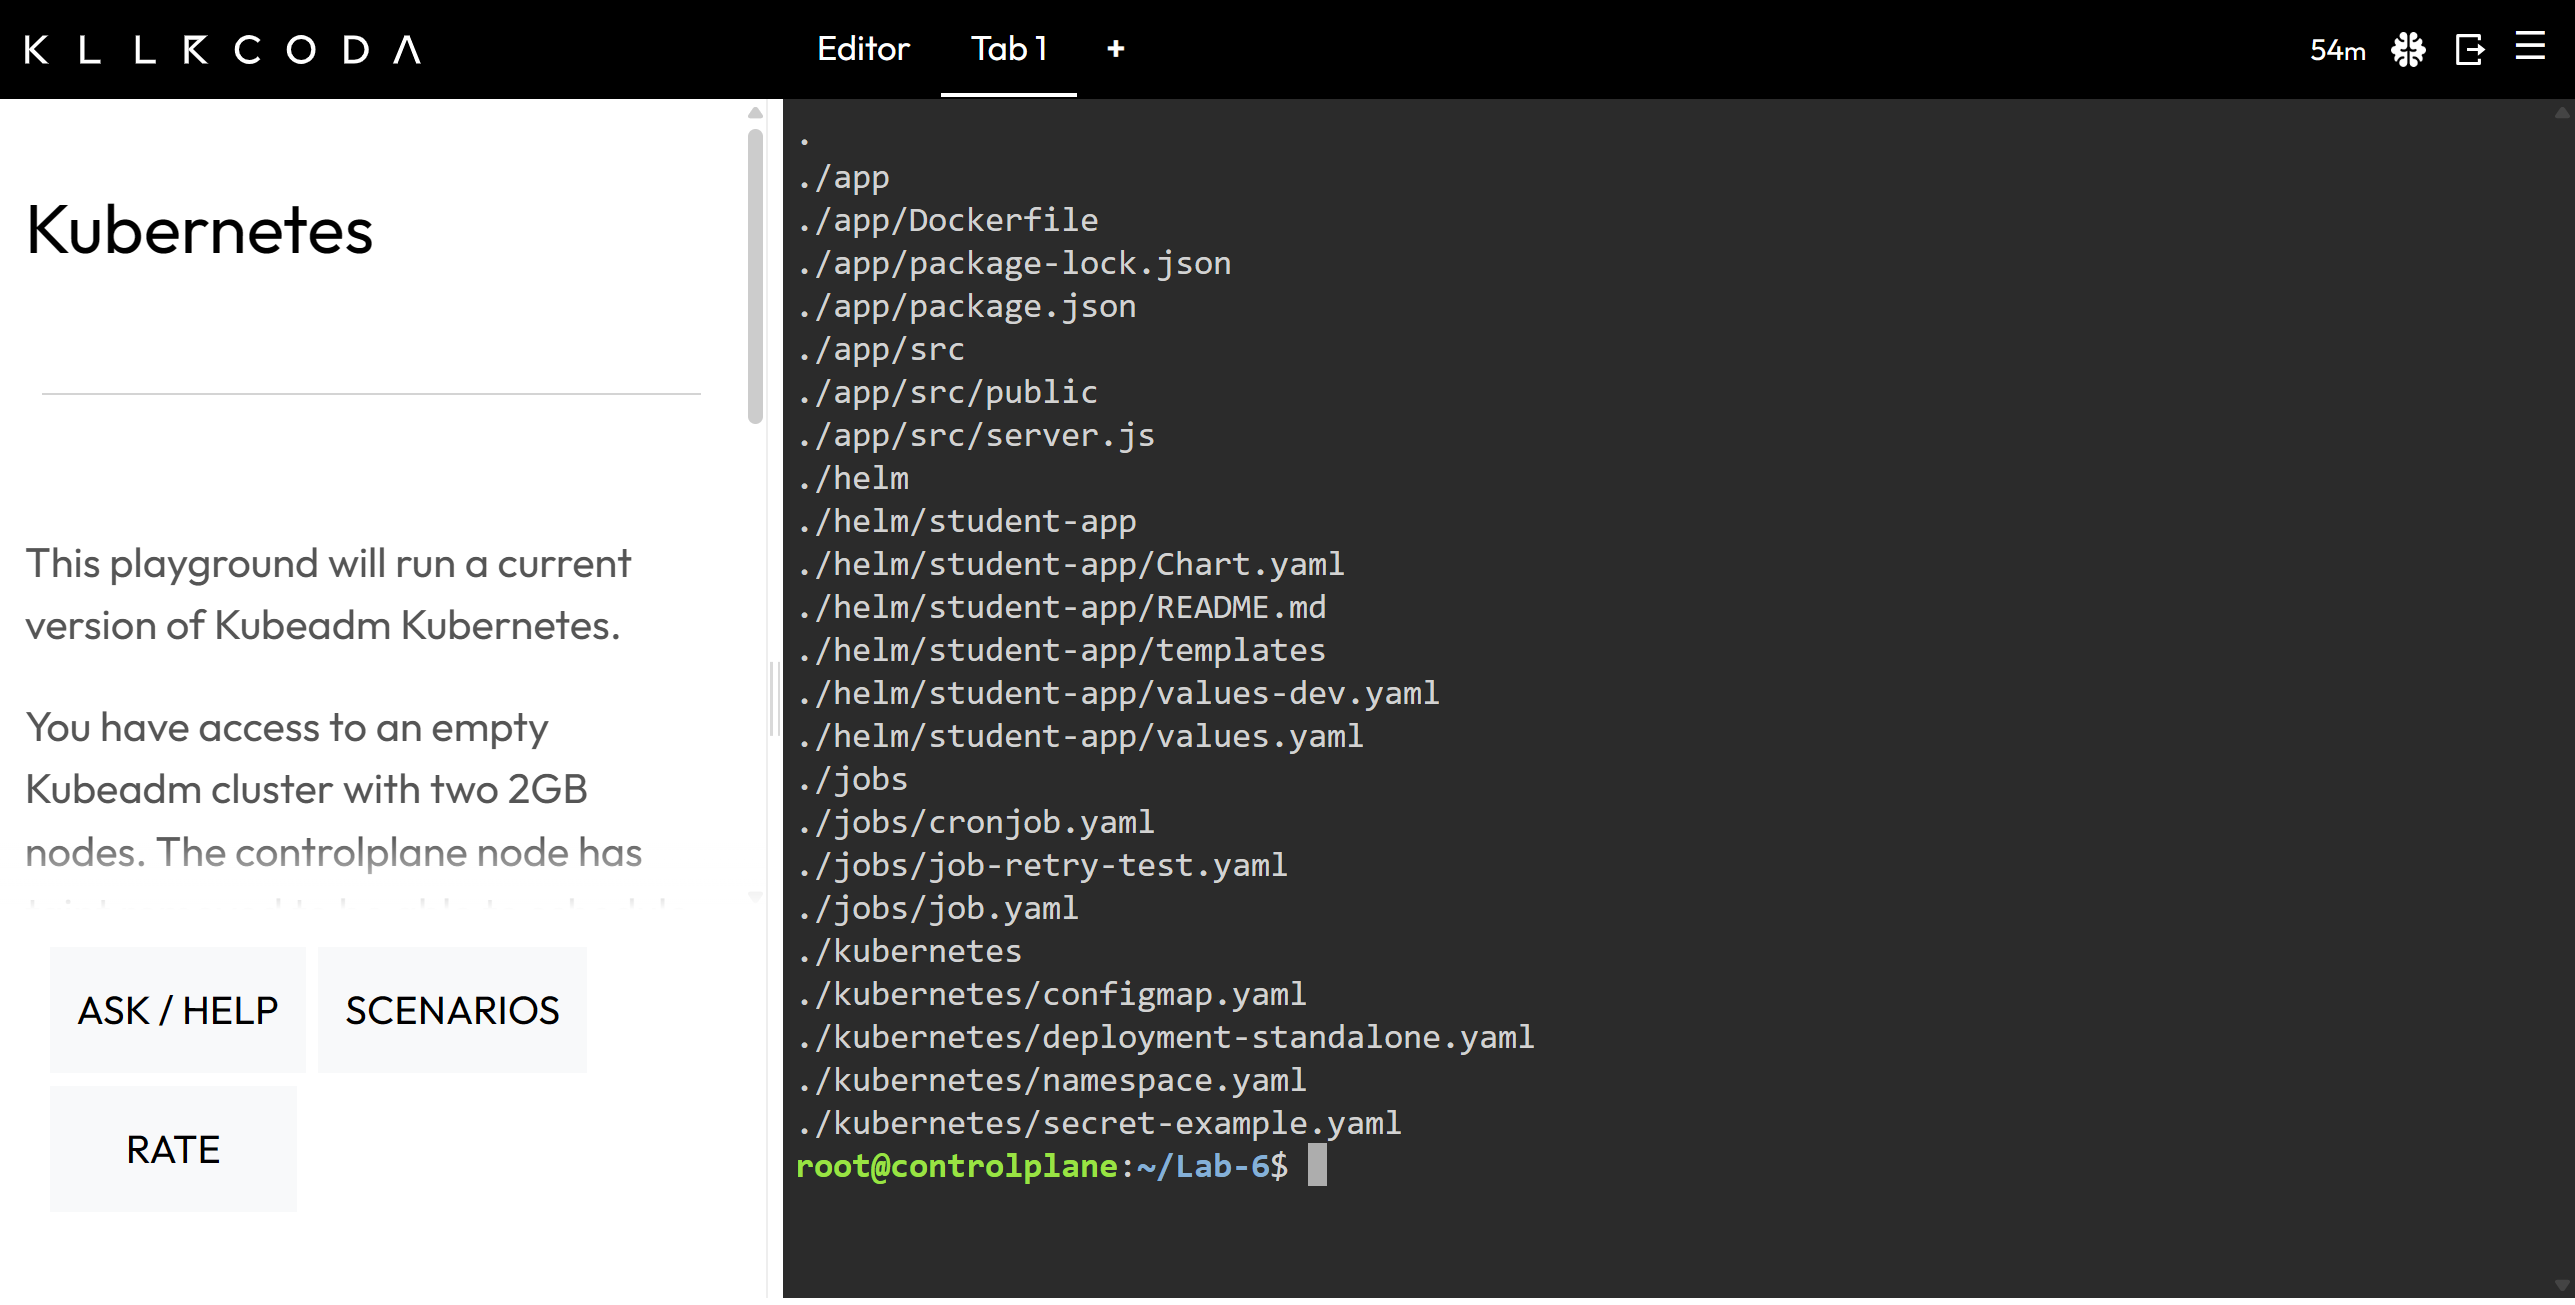 KILLERCODA
Editor
Tab 1
+
54m
Kubernetes
This playground will run a current
version of Kubeadm Kubernetes.
You have access to an empty
Kubeadm cluster with two 2GB
nodes. The controlplane node has
ASK / HELP
SCENARIOS
RATE
.
./app
./app/Dockerfile
./app/package-lock.json
./app/package.json
./app/src
./app/src/public
./app/src/server.js
./helm
./helm/student-app
./helm/student-app/Chart.yaml
./helm/student-app/README.md
./helm/student-app/templates
./helm/student-app/values-dev.yaml
./helm/student-app/values.yaml
./jobs
./jobs/cronjob.yaml
./jobs/job-retry-test.yaml
./jobs/job.yaml
./kubernetes
./kubernetes/configmap.yaml
./kubernetes/deployment-standalone.yaml
./kubernetes/namespace.yaml
./kubernetes/secret-example.yaml
root@controlplane:~/Lab-6$